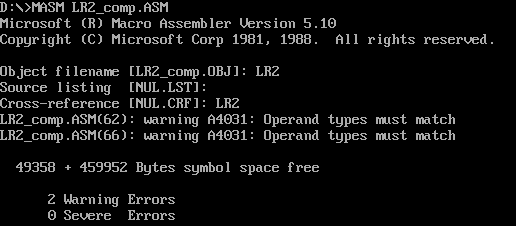 D:\>MASM LR2_comp.ASM
Microsoft (R) Macro Assembler Version 5.10
Copyright (C) Microsoft Corp 1981, 1988.  All rights reserved.
Object filename [LR2_comp.OBJ]: LR2
Source listing  [NUL.LST]:
Cross-reference [NUL.CRF]: LR2
LR2_comp.ASM(62): warning A4031: Operand types must match
LR2_comp.ASM(66): warning A4031: Operand types must match
49358 + 459952 Bytes symbol space free
2 Warning Errors
0 Severe  Errors